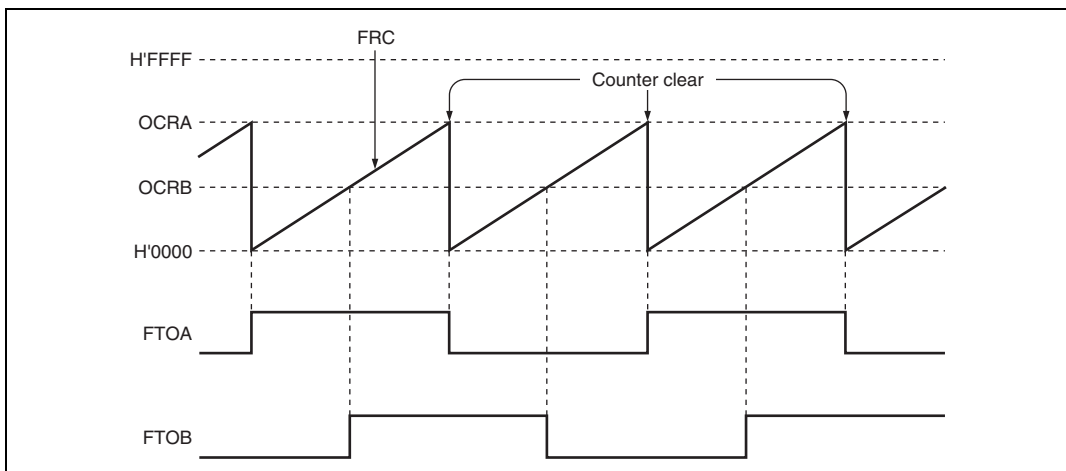 FRC
H'FFFF
Counter clear
OCRA
OCRB
H'0000
FTOA
FTOB